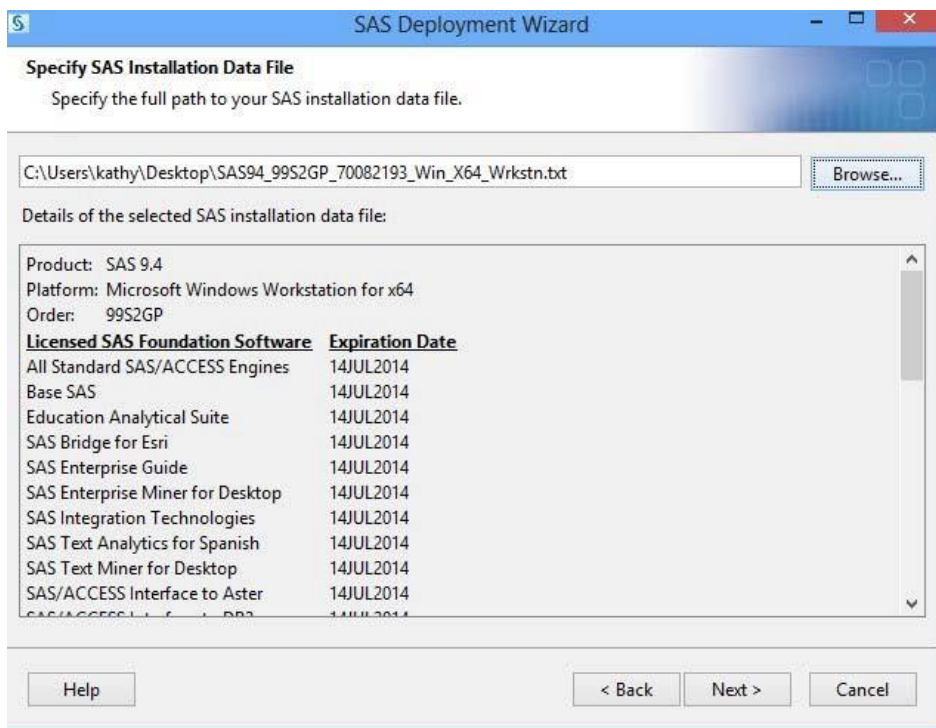 SAS Deployment Wizard
Specify SAS Installation Data File
Specify the full path to your SAS installation data file.
C:\Users\kathy\Desktop\SAS94_99S2GP_70082193_Win_X64_Wrkstn.txt Browse...
Details of the selected SAS installation data file:
Product: SAS 9.4
Platform: Microsoft Windows Workstation for x64
Order: 99S2GP
Licensed SAS Foundation Software Expiration Date
All Standard SAS/ACCESS Engines 14JUL2014
Base SAS 14JUL2014
Education Analytical Suite 14JUL2014
SAS Bridge for Esri 14JUL2014
SAS Enterprise Guide 14JUL2014
SAS Enterprise Miner for Desktop 14JUL2014
SAS Integration Technologies 14JUL2014
SAS Text Analytics for Spanish 14JUL2014
SAS Text Miner for Desktop 14JUL2014
SAS/ACCESS Interface to Aster 14JUL2014
Help < Back Next > Cancel